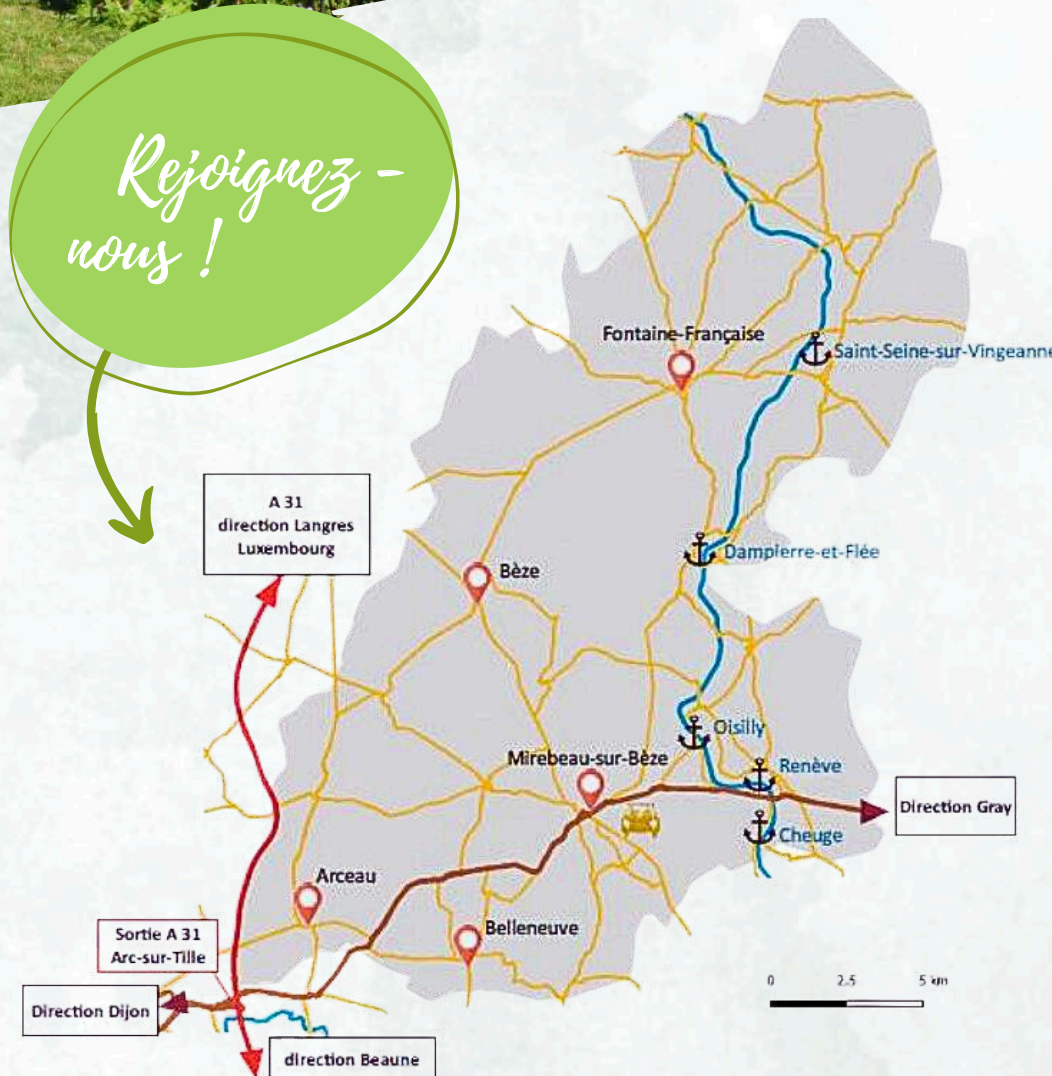 Rejoignez -
nous !
Fontaine-Française
Saint-Seine-sur-Vingeanne
A 31
direction Langres
Luxembourg
Dampierre-et-Flée
Bèze
Oisilly
Mirebeau-sur-Bèze
Renève
Direction Gray
Cheuge
Arceau
Belleneuve
Sortie A 31
Arc-sur-Tille
0 2.5 5 km
Direction Dijon
direction Beaune